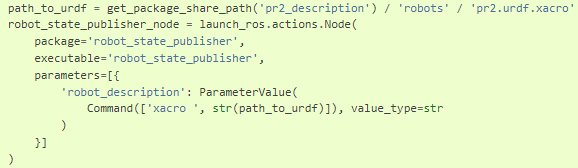 path_to_urdf = get_package_share_path('pr2_description') / 'robots' / 'pr2.urdf.xacro'
robot_state_publisher_node = launch_ros.actions.Node(
    package='robot_state_publisher',
    executable='robot_state_publisher',
    parameters=[{
        'robot_description': ParameterValue(
            Command(['xacro ', str(path_to_urdf)]), value_type=str
        )
    }]
)